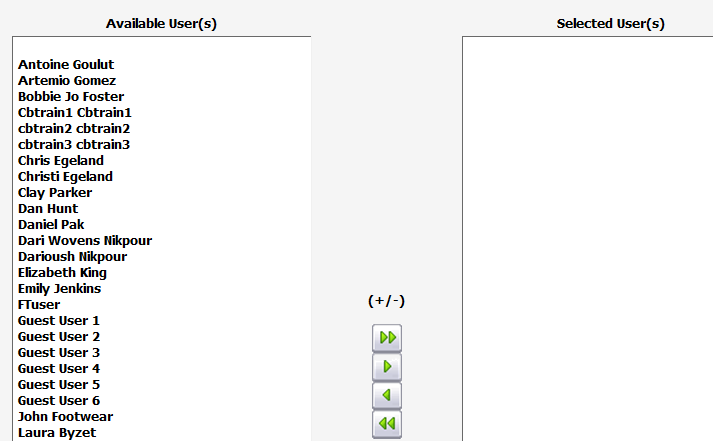 Available User(s)
Selected User(s)
Antoine Goulut
Artemio Gomez
Bobbie Jo Foster
Cbtrain1 Cbtrain1
cbtrain2 cbtrain2
cbtrain3 cbtrain3
Chris Egeland
Christi Egeland
Clay Parker
Dan Hunt
Daniel Pak
Dari Wovens Nikpour
Darioush Nikpour
Elizabeth King
Emily Jenkins
FTuser
Guest User 1
Guest User 2
Guest User 3
Guest User 4
Guest User 5
Guest User 6
John Footwear
Laura Byzet
(+/-)